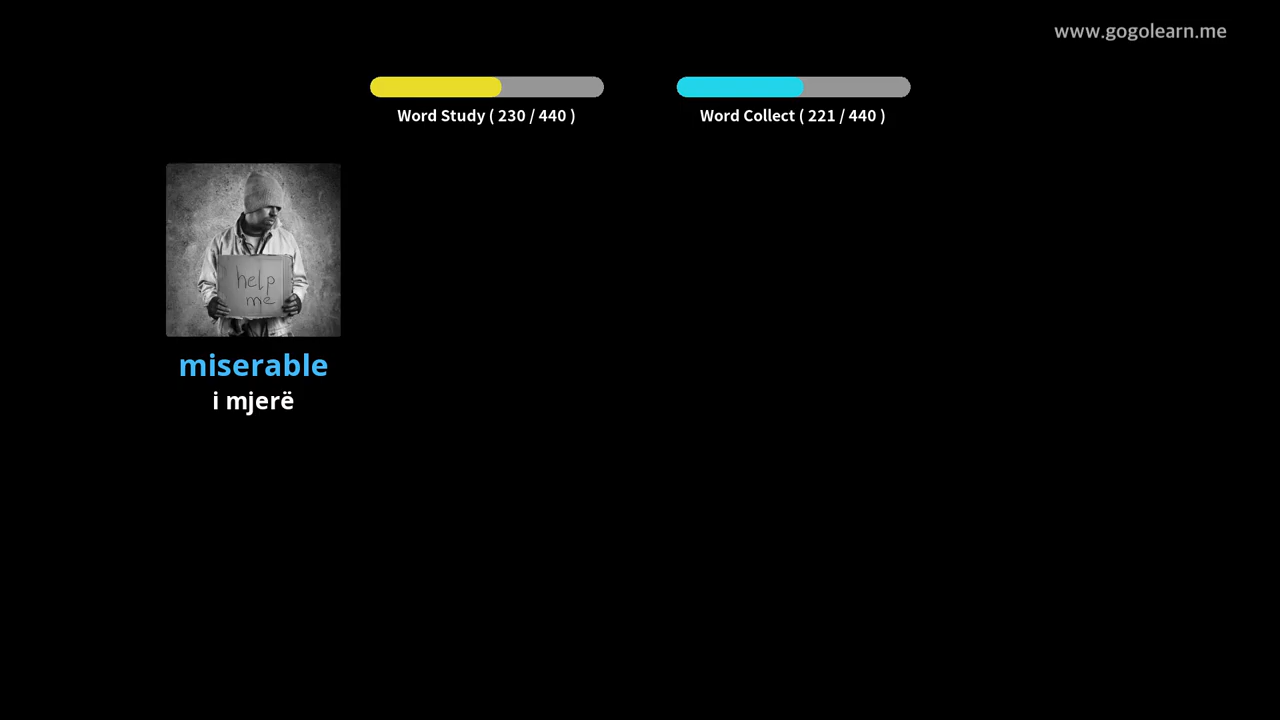 www.gogolearn.me
Word Study ( 230 / 440 )
Word Collect ( 221 / 440 )
help
me
miserable
i mjerë